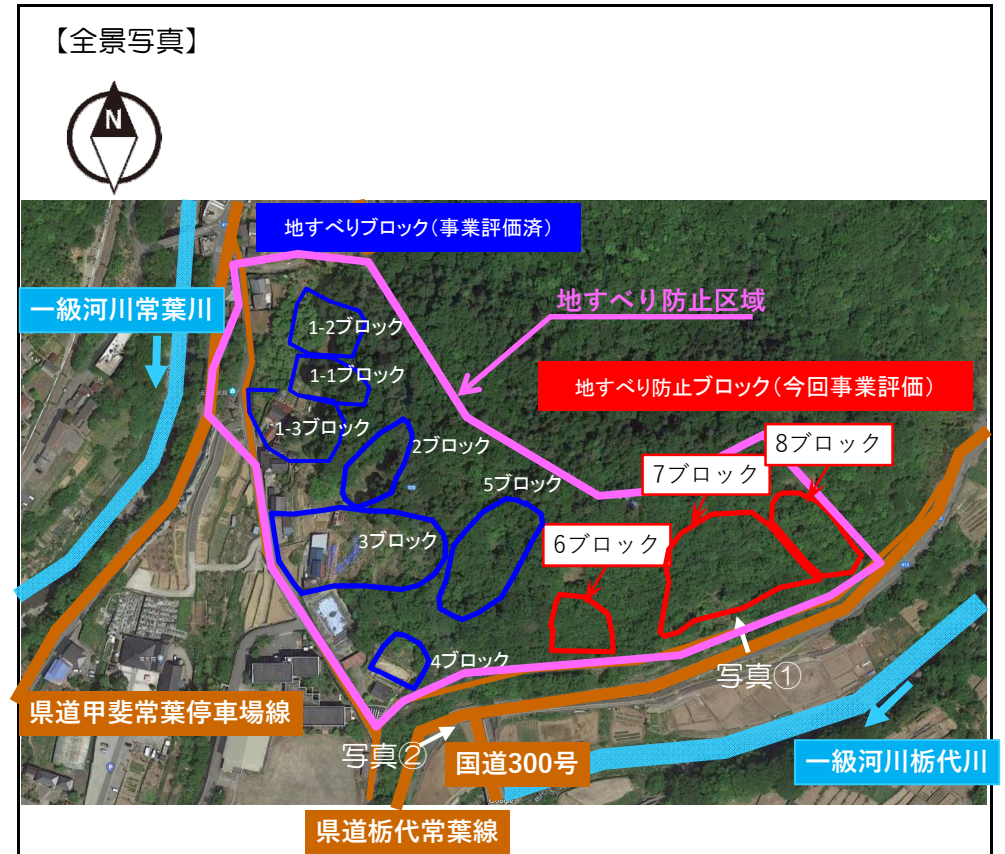 【全景写真】
N
地すべりブロック(事業評価済)
一級河川常葉川
地すべり防止区域
1-2ブロック
1-1ブロック
地すべり防止ブロック(今回事業評価)
1-3ブロック
2ブロック
8ブロック
7ブロック
5ブロック
3ブロック
6ブロック
4ブロック
写真①
県道甲斐常葉停車場線
写真②
国道300号
一級河川栃代川
県道栃代常葉線